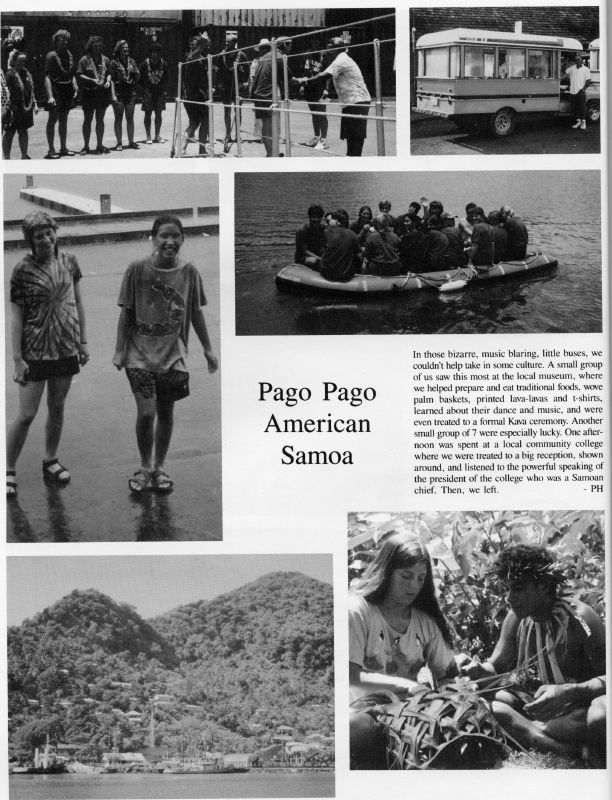 In those bizarre, music blaring, little buses, we
couldn't help take in some culture. A small group
of us saw this most at the local museum, where
we helped prepare and eat traditional foods, wove
palm baskets, printed lava-lavas and t-shirts,
learned about their dance and music, and were
even treated to a formal Kava ceremony. Another
small group of 7 were especially lucky. One after-
noon was spent at a local community college
where we were treated to a big reception, shown
around, and listened to the powerful speaking of
the president of the college who was a Samoan
chief. Then, we left. - PH
Pago Pago
American
Samoa